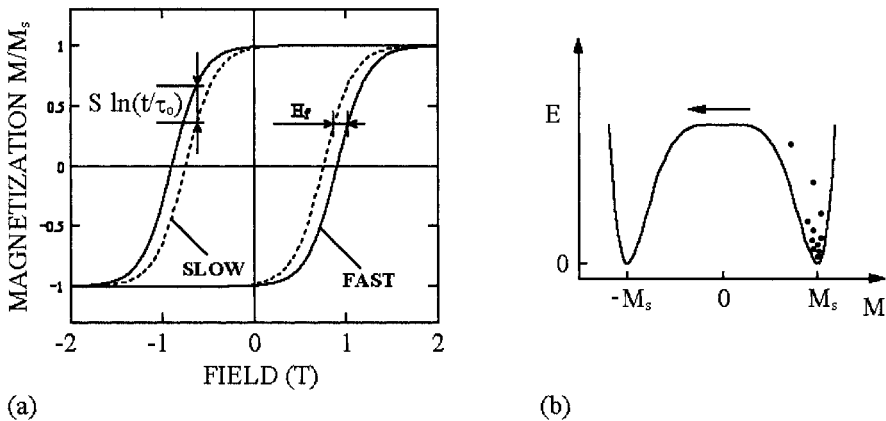 MAGNETIZATION M/Mₛ
1
0.5
0
-0.5
-1
S ln(t/τₒ)
H_f
SLOW
FAST
-2
-1
0
1
2
FIELD (T)
(a)
E
0
-Mₛ
0
Mₛ
M
(b)